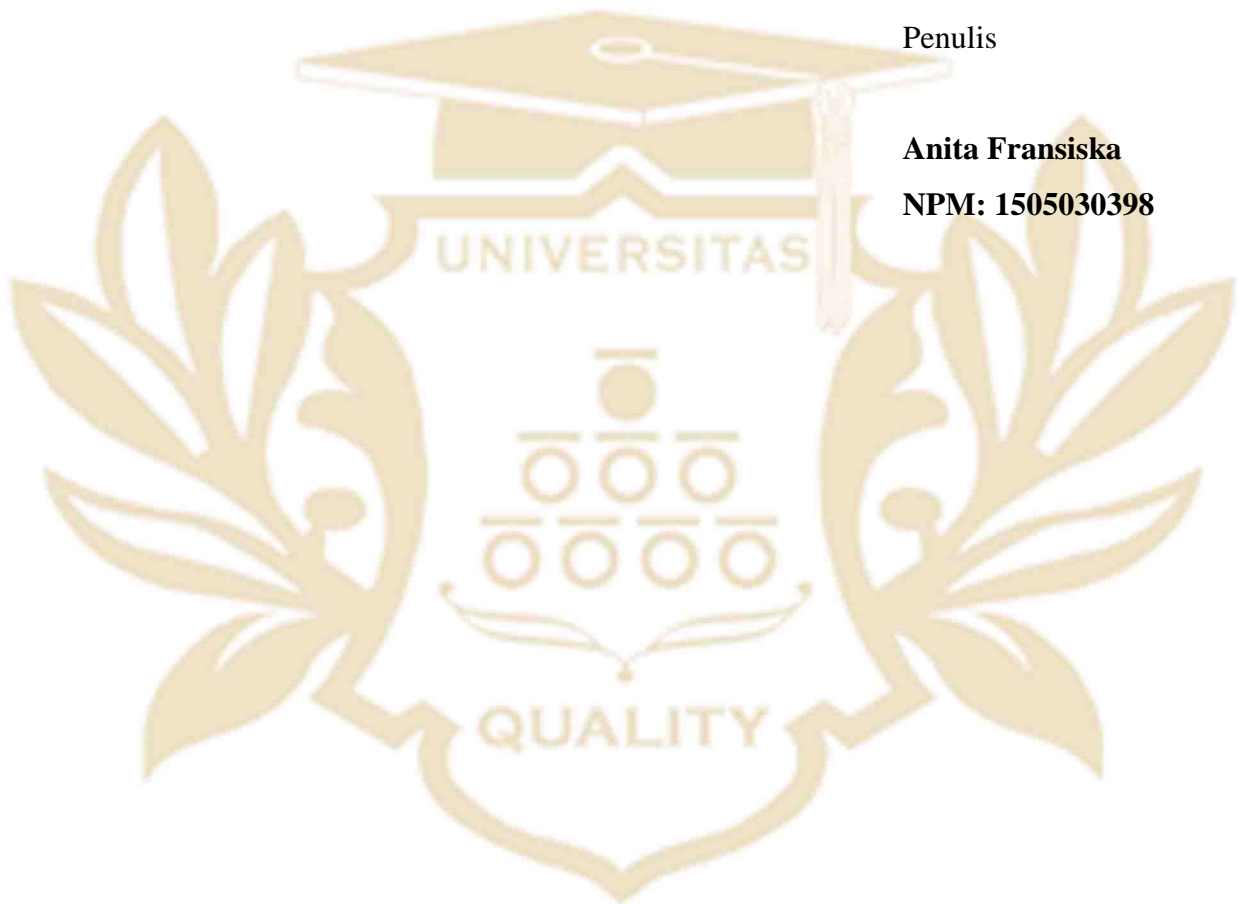 Penulis
Anita Fransiska
NPM: 1505030398
UNIVERSITAS
QUALITY